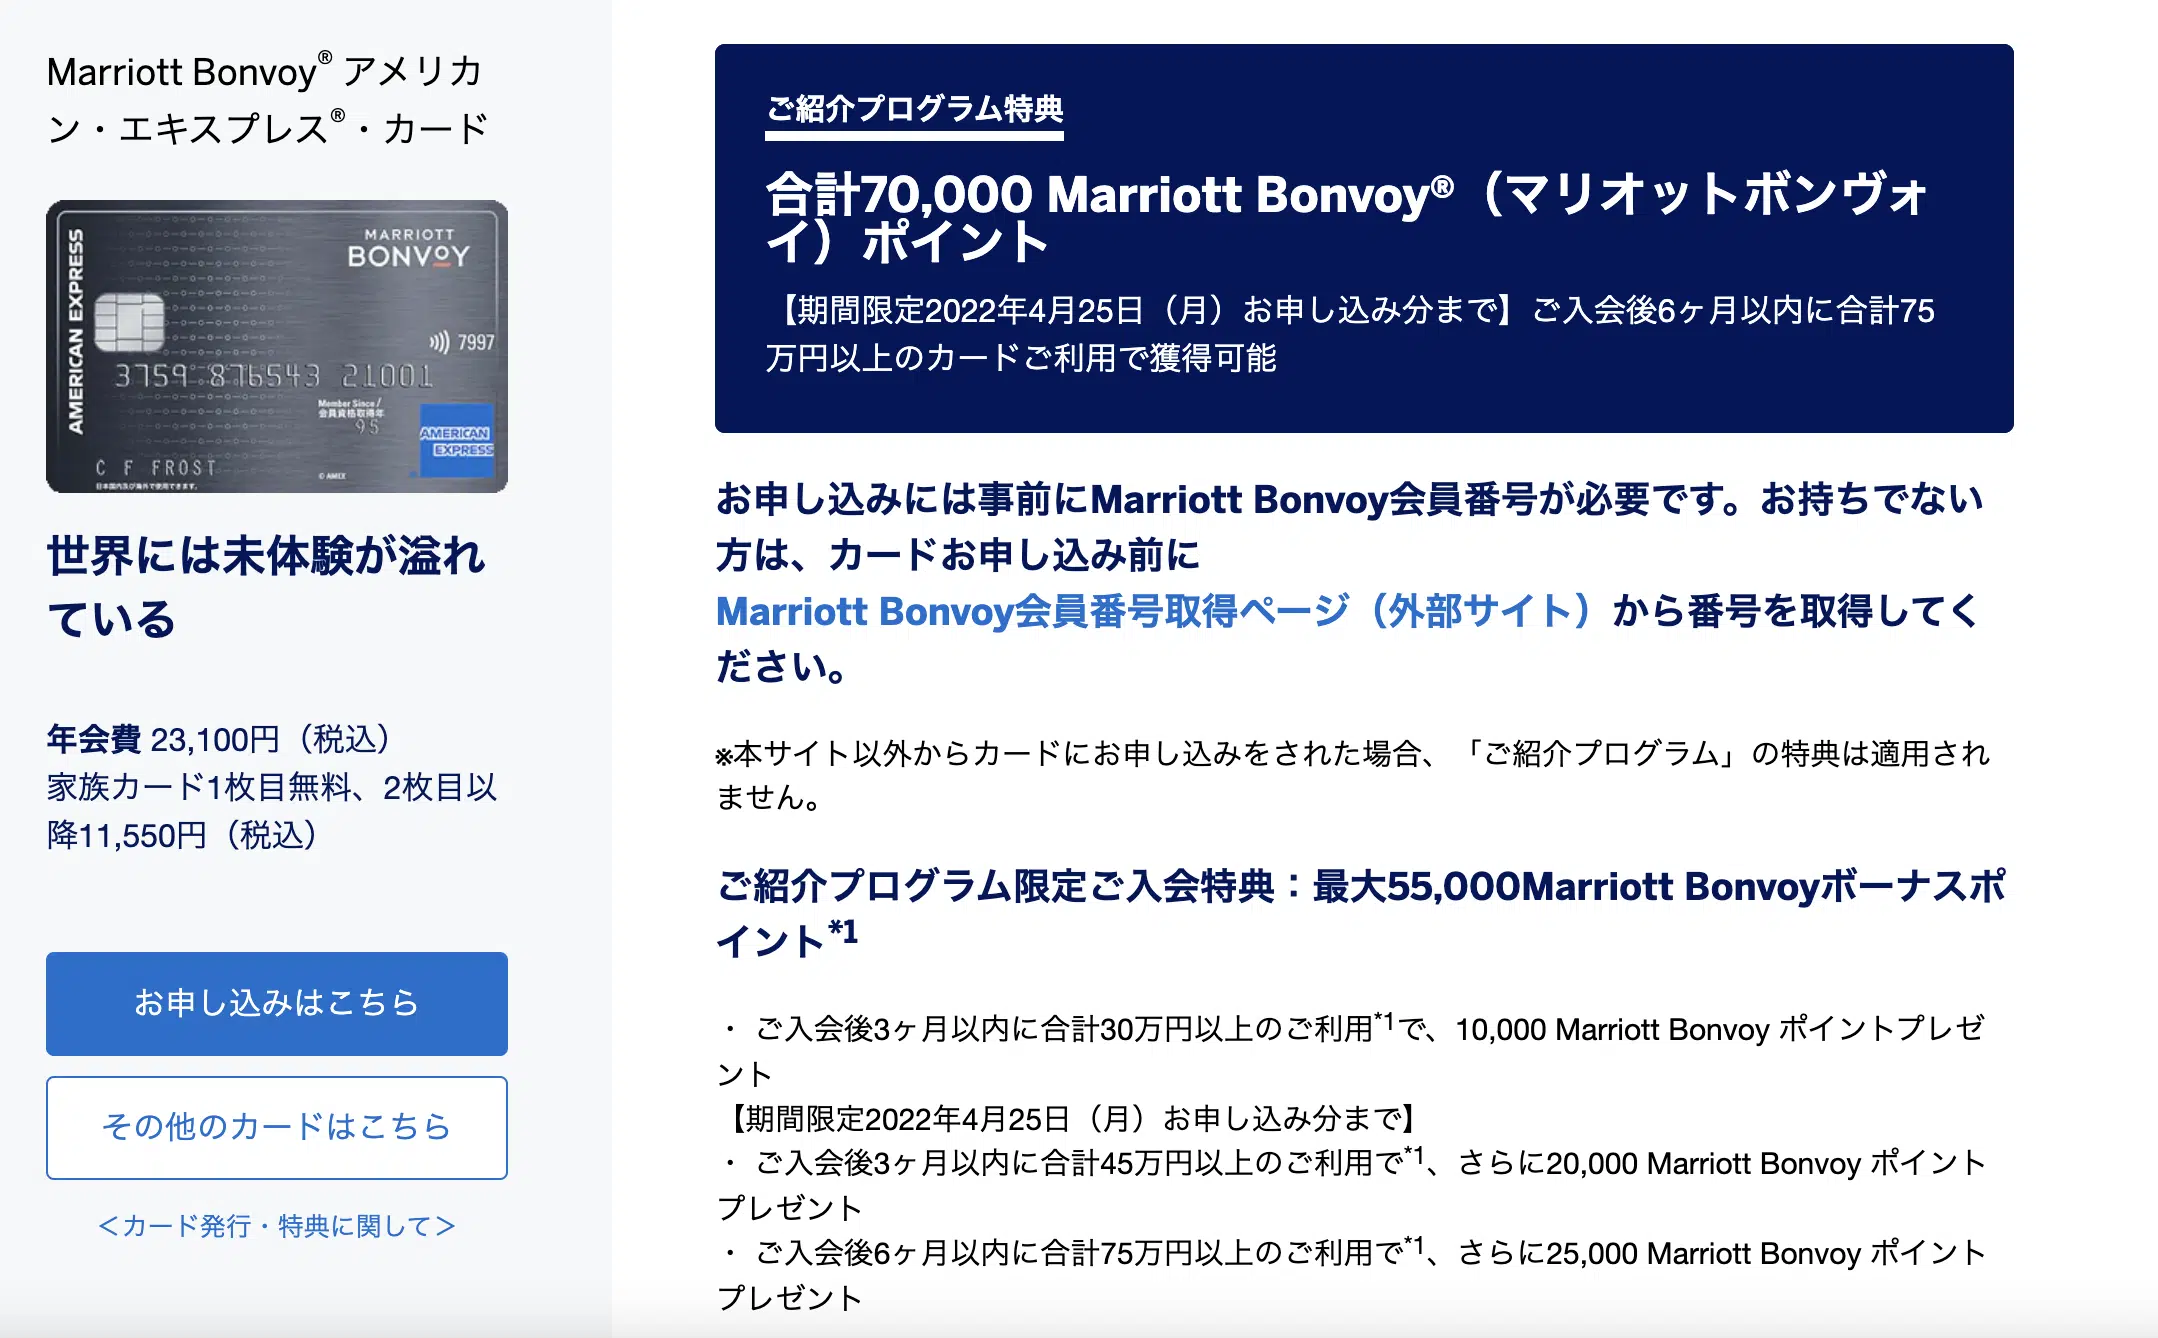 Marriott Bonvoy® アメリカ
ン・エキスプレス®・カード
AMERICAN EXPRESS
MARRIOTT
BONVOY
7997
3759 876543 21001
Member Since /
会員資格取得年
95
AMERICAN
EXPRESS
C F FROST
日本国内及び海外で使用できます。
© AMEX
世界には未体験が溢れ
ている
年会費 23,100円（税込）
家族カード1枚目無料、2枚目以
降11,550円（税込）
お申し込みはこちら
その他のカードはこちら
＜カード発行・特典に関して＞
ご紹介プログラム特典
合計70,000 Marriott Bonvoy®（マリオットボンヴォ
イ）ポイント
【期間限定2022年4月25日（月）お申し込み分まで】ご入会後6ヶ月以内に合計75
万円以上のカードご利用で獲得可能
お申し込みには事前にMarriott Bonvoy会員番号が必要です。お持ちでない
方は、カードお申し込み前に
Marriott Bonvoy会員番号取得ページ（外部サイト）から番号を取得してく
ださい。
※本サイト以外からカードにお申し込みをされた場合、「ご紹介プログラム」の特典は適用され
ません。
ご紹介プログラム限定ご入会特典：最大55,000Marriott Bonvoyボーナスポ
イント*1
・ ご入会後3ヶ月以内に合計30万円以上のご利用*1で、10,000 Marriott Bonvoy ポイントプレゼ
ント
【期間限定2022年4月25日（月）お申し込み分まで】
・ ご入会後3ヶ月以内に合計45万円以上のご利用で*1、さらに20,000 Marriott Bonvoy ポイント
プレゼント
・ ご入会後6ヶ月以内に合計75万円以上のご利用で*1、さらに25,000 Marriott Bonvoy ポイント
プレゼント